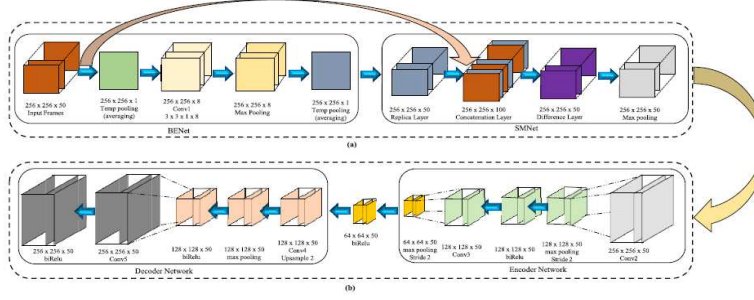 256 x 256 x 50
Input Frames
256 x 256 x 1
Temp pooling
(averaging)
256 x 256 x 8
Conv1
3 x 3 x 1 x 8
256 x 256 x 8
Max Pooling
256 x 256 x 1
Temp pooling
(averaging)
BENet
256 x 256 x 50
Replica Layer
256 x 256 x 100
Concatenation Layer
256 x 256 x 50
Difference Layer
256 x 256 x 50
Max pooling
SMNet
(a)
256 x 256 x 50
biRelu
256 x 256 x 50
Conv5
128 x 128 x 50
biRelu
128 x 128 x 50
max pooling
128 x 128 x 50
Conv4
Upsample 2
Decoder Network
64 x 64 x 50
biRelu
64 x 64 x 50
max pooling
Stride 2
128 x 128 x 50
Conv3
128 x 128 x 50
biRelu
128 x 128 x 50
max pooling
Stride 2
256 x 256 x 50
Conv2
Encoder Network
(b)